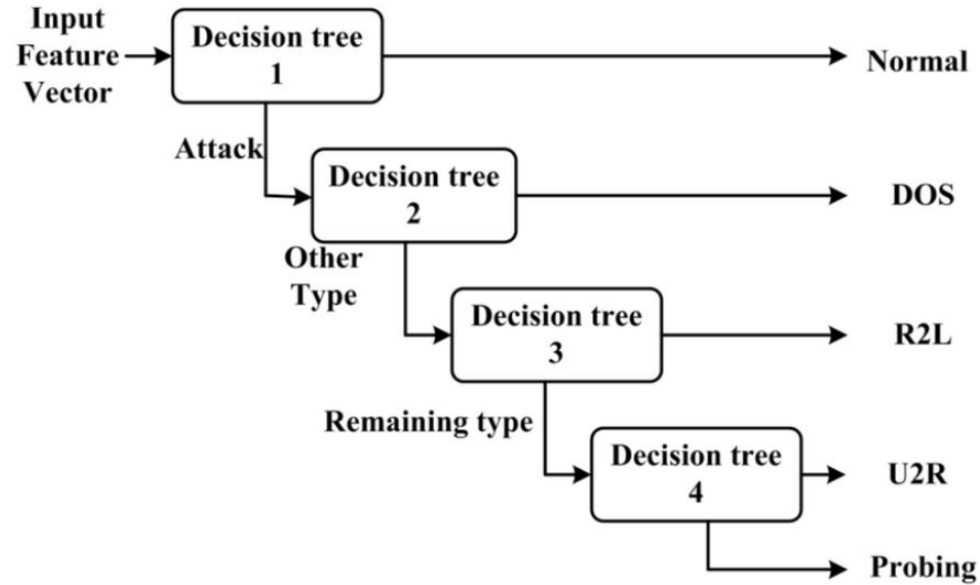 Input
Feature
Vector
Decision tree
1
Normal
Attack
Decision tree
2
DOS
Other
Type
Decision tree
3
R2L
Remaining type
Decision tree
4
U2R
Probing